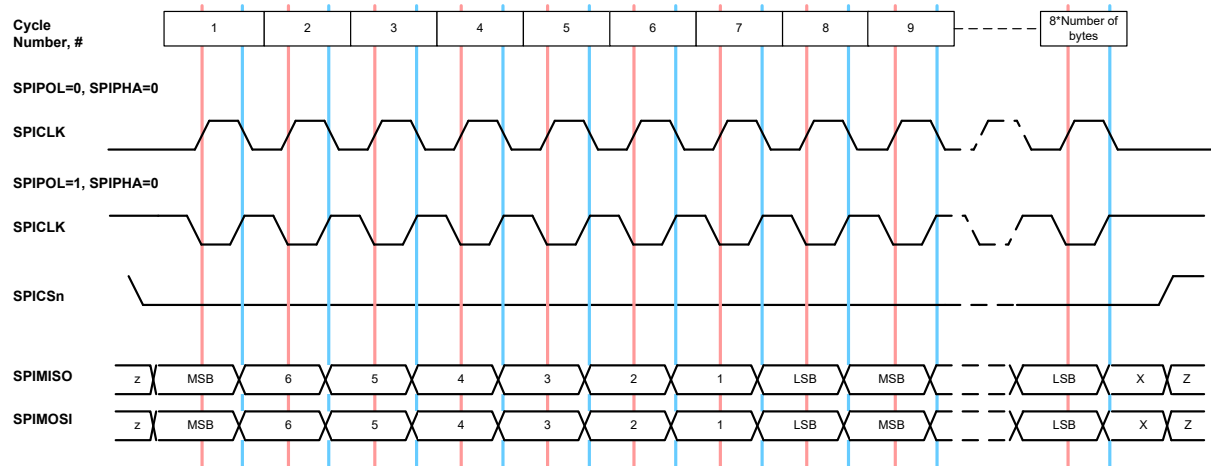 Cycle
Number, #
1 2 3 4 5 6 7 8 9
8*Number of
bytes
SPIPOL=0, SPIPHA=0
SPICLK
SPIPOL=1, SPIPHA=0
SPICLK
SPICSn
SPIMISO z MSB 6 5 4 3 2 1 LSB MSB LSB X Z
SPIMOSI z MSB 6 5 4 3 2 1 LSB MSB LSB X Z